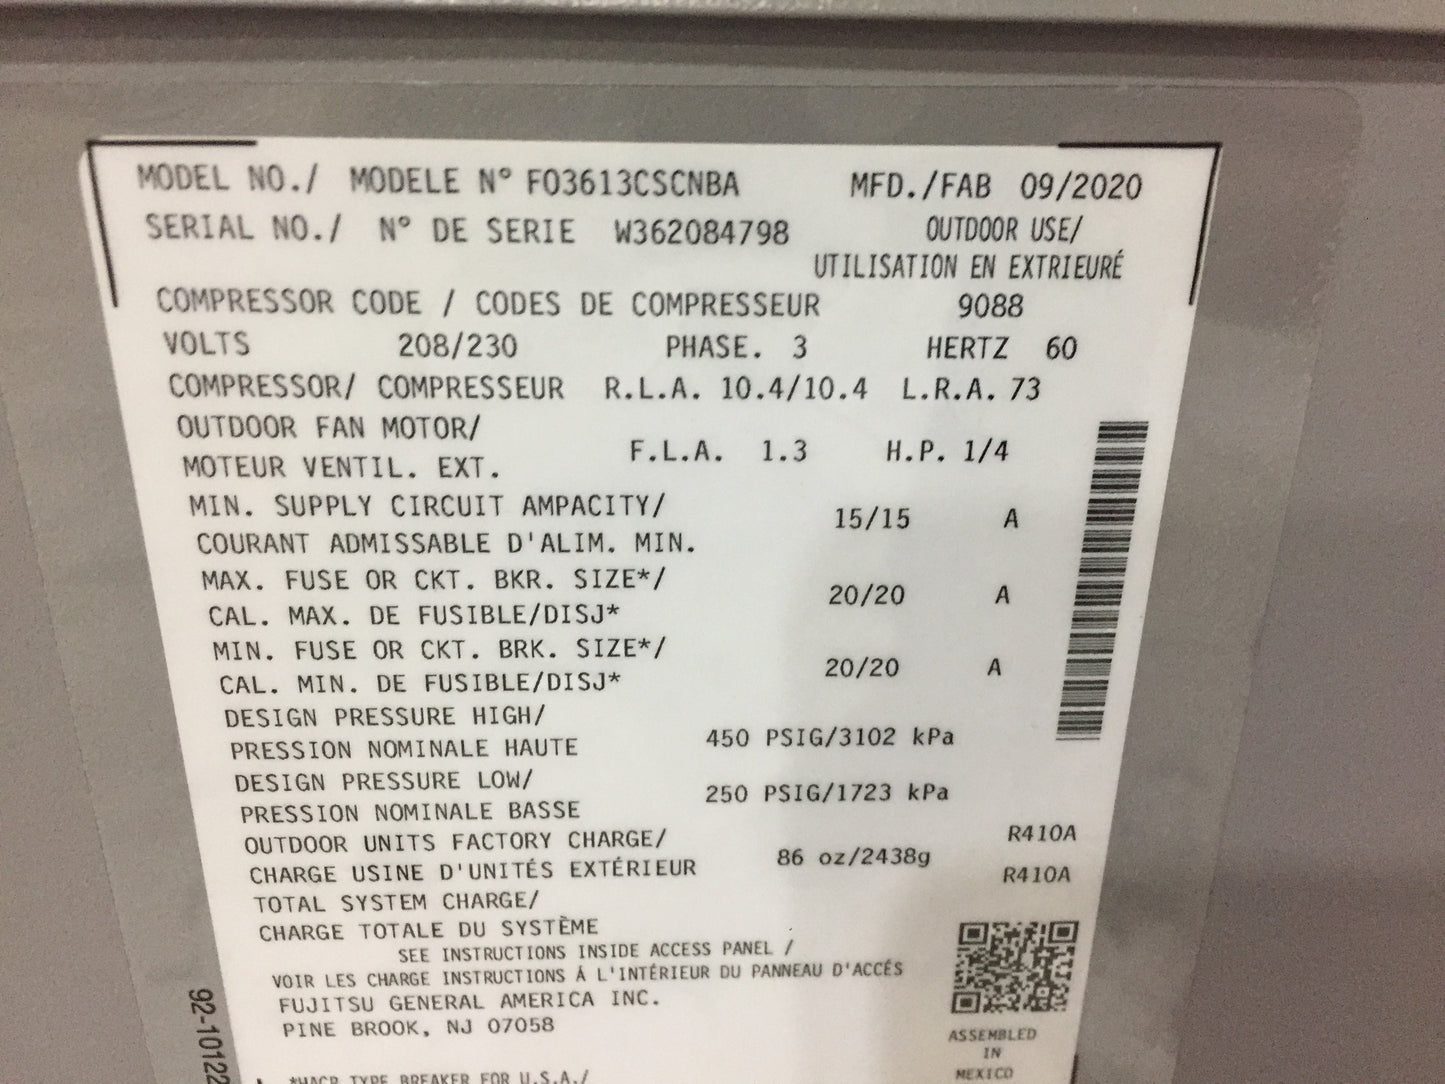 MODEL NO./ MODELE N° FO3613CSCNBA MFD./FAB 09/2020
SERIAL NO./ N° DE SERIE W362084798 OUTDOOR USE/
UTILISATION EN EXTRIEURÉ
COMPRESSOR CODE / CODES DE COMPRESSEUR 9088
VOLTS 208/230 PHASE. 3 HERTZ 60
COMPRESSOR/ COMPRESSEUR R.L.A. 10.4/10.4 L.R.A. 73
OUTDOOR FAN MOTOR/
MOTEUR VENTIL. EXT. F.L.A. 1.3 H.P. 1/4
MIN. SUPPLY CIRCUIT AMPACITY/
COURANT ADMISSABLE D'ALIM. MIN. 15/15 A
MAX. FUSE OR CKT. BKR. SIZE*/
CAL. MAX. DE FUSIBLE/DISJ* 20/20 A
MIN. FUSE OR CKT. BRK. SIZE*/
CAL. MIN. DE FUSIBLE/DISJ* 20/20 A
DESIGN PRESSURE HIGH/
PRESSION NOMINALE HAUTE 450 PSIG/3102 kPa
DESIGN PRESSURE LOW/
PRESSION NOMINALE BASSE 250 PSIG/1723 kPa
OUTDOOR UNITS FACTORY CHARGE/ R410A
CHARGE USINE D'UNITÉS EXTÉRIEUR 86 oz/2438g R410A
TOTAL SYSTEM CHARGE/
CHARGE TOTALE DU SYSTÈME
SEE INSTRUCTIONS INSIDE ACCESS PANEL /
VOIR LES CHARGE INSTRUCTIONS Á L'INTÉRIEUR DU PANNEAU D'ACCÉS
FUJITSU GENERAL AMERICA INC.
PINE BROOK, NJ 07058
ASSEMBLED
IN
MEXICO
*HACR TYPE BREAKER FOR U.S.A./
92-10122